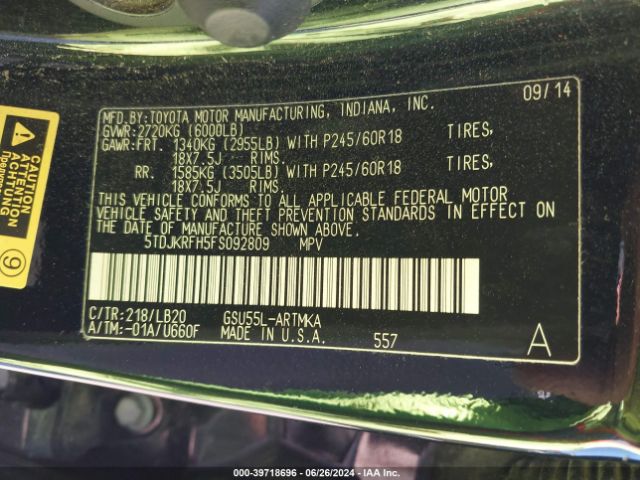 MFD.BY:TOYOTA MOTOR MANUFACTURING, INDIANA, INC. 09/14
GVWR:2720KG (6000LB)
GAWR:FRT. 1340KG (2955LB) WITH P245/60R18 TIRES,
18X7.5J RIMS.
RR. 1585KG (3505LB) WITH P245/60R18 TIRES,
18X7.5J RIMS.
THIS VEHICLE CONFORMS TO ALL APPLICABLE FEDERAL MOTOR
VEHICLE SAFETY AND THEFT PREVENTION STANDARDS IN EFFECT ON
THE DATE OF MANUFACTURE SHOWN ABOVE.
5TDJKRFH5FS092809 MPV
C/TR:218/LB20 GSU55L-ARTMKA
A/TM:-01A/U660F MADE IN U.S.A. 557 A
CAUTION
ATTENTION
ACHTUNG
9
000-39718696 - 06/26/2024 - IAA Inc.